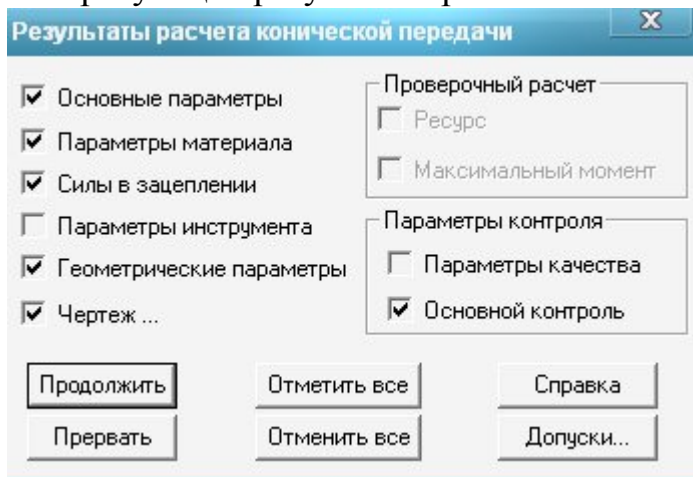 Результаты расчета конической передачи
Основные параметры
Параметры материала
Силы в зацеплении
Параметры инструмента
Геометрические параметры
Чертеж ...
Проверочный расчет
Ресурс
Максимальный момент
Параметры контроля
Параметры качества
Основной контроль
Продолжить
Отметить все
Справка
Прервать
Отменить все
Допуски...